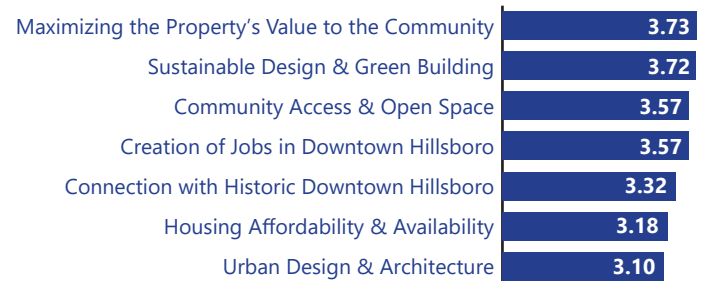 Maximizing the Property’s Value to the Community 3.73
Sustainable Design & Green Building 3.72
Community Access & Open Space 3.57
Creation of Jobs in Downtown Hillsboro 3.57
Connection with Historic Downtown Hillsboro 3.32
Housing Affordability & Availability 3.18
Urban Design & Architecture 3.10